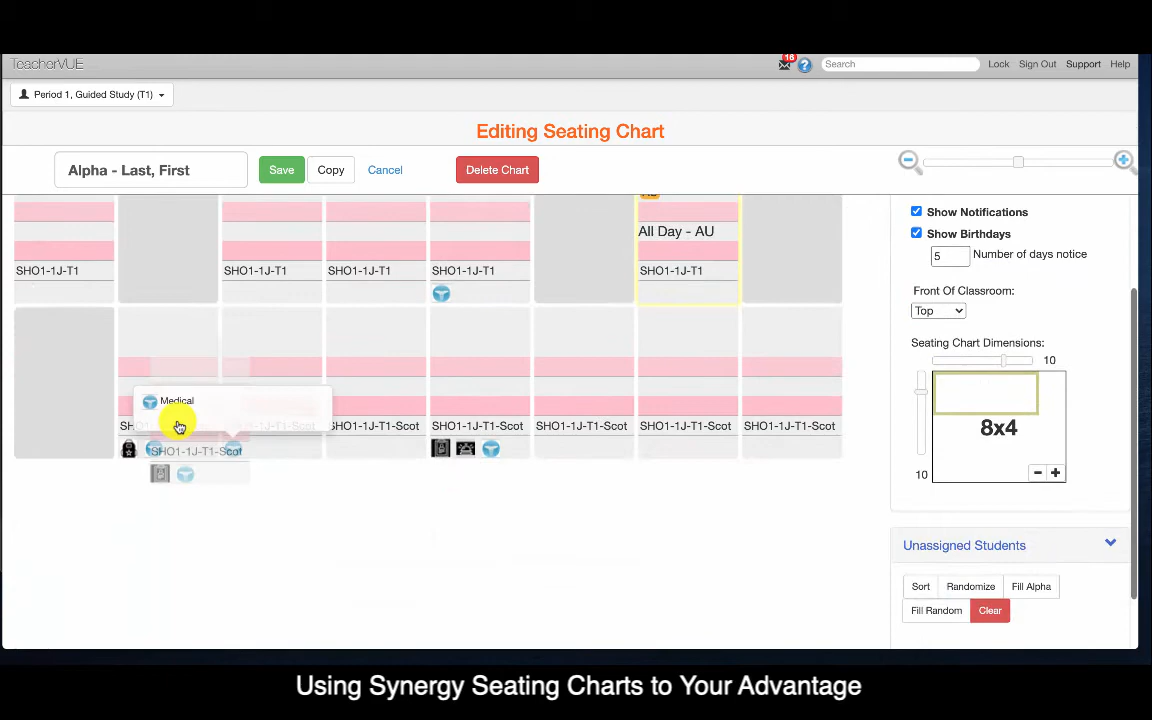 TeacherVUE
16
?
Search
Lock
Sign Out
Support
Help
Period 1, Guided Study (T1)
Editing Seating Chart
Alpha - Last, First
Save
Copy
Cancel
Delete Chart
All Day - AU
SHO1-1J-T1
SHO1-1J-T1
SHO1-1J-T1
SHO1-1J-T1
SHO1-1J-T1
Medical
SHO1-1J-T1-Scot
SHO1-1J-T1-Scot
SHO1-1J-T1-Scot
SHO1-1J-T1-Scot
SHO1-1J-T1-Scot
SHO1-1J-T1-Scot
SHO1-1J-T1-Scot
Show Notifications
Show Birthdays
5
Number of days notice
Front Of Classroom:
Top
Seating Chart Dimensions:
10
8x4
10
Unassigned Students
Sort
Randomize
Fill Alpha
Fill Random
Clear
Using Synergy Seating Charts to Your Advantage